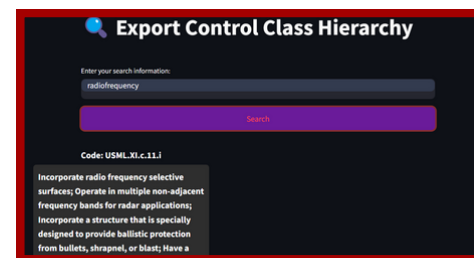 Export Control Class Hierarchy
Enter your search information:
radiofrequency
Search
Code: USML.XI.c.11.i
Incorporate radio frequency selective
surfaces; Operate in multiple non-adjacent
frequency bands for radar applications;
Incorporate a structure that is specially
designed to provide ballistic protection
from bullets, shrapnel, or blast; Have a